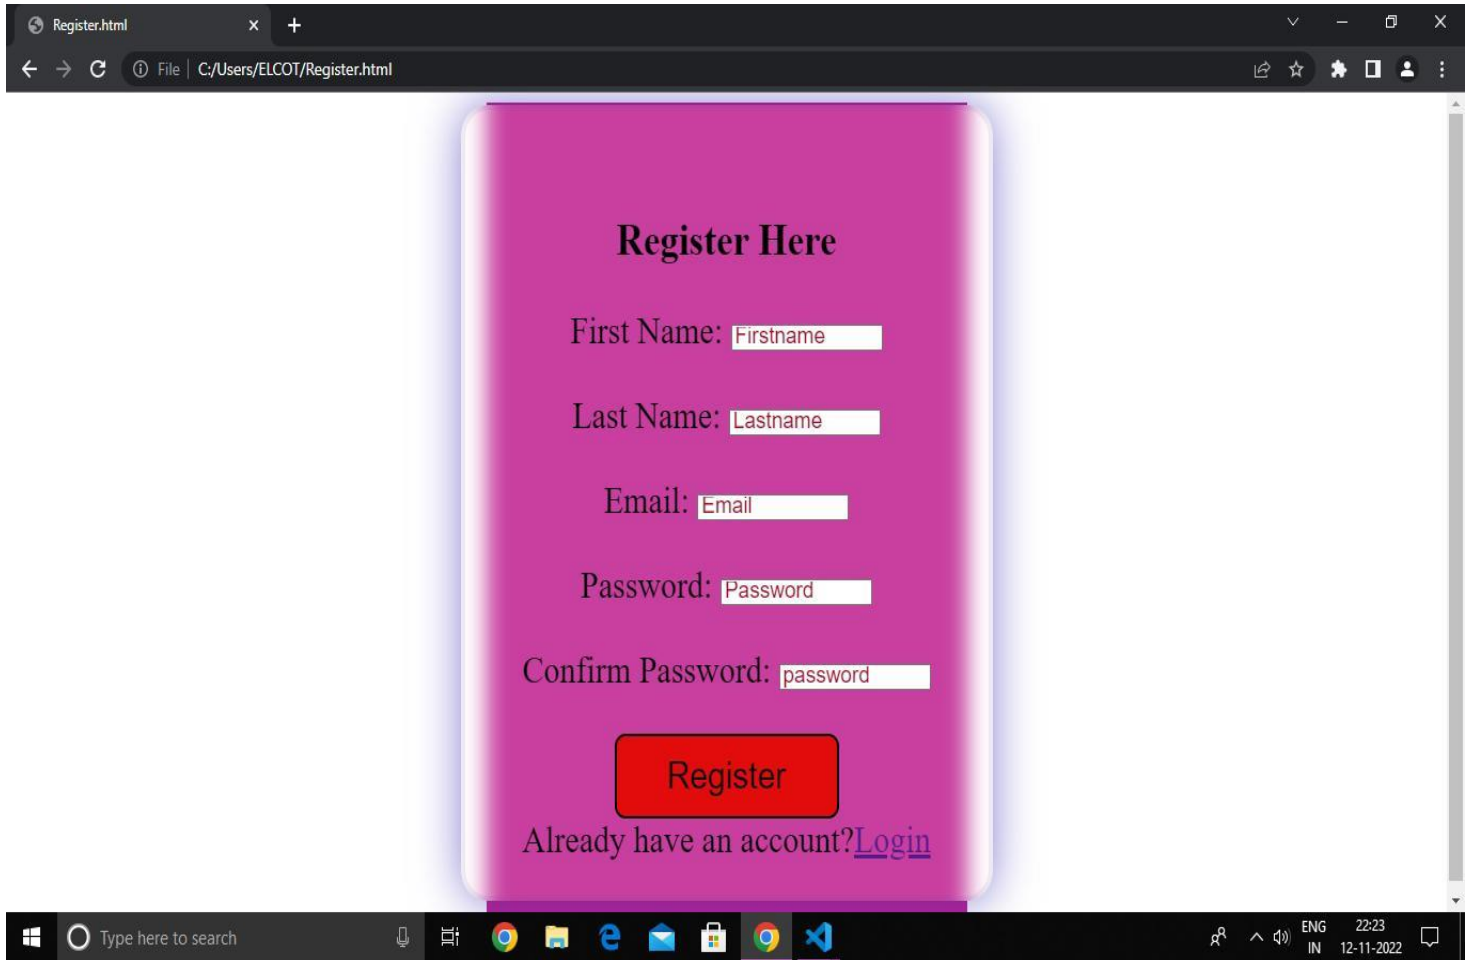 Register.html
File C:/Users/ELCOT/Register.html
Register Here
First Name: Firstname
Last Name: Lastname
Email: Email
Password: Password
Confirm Password: password
Register
Already have an account?Login
Type here to search
ENG 22:23
IN 12-11-2022